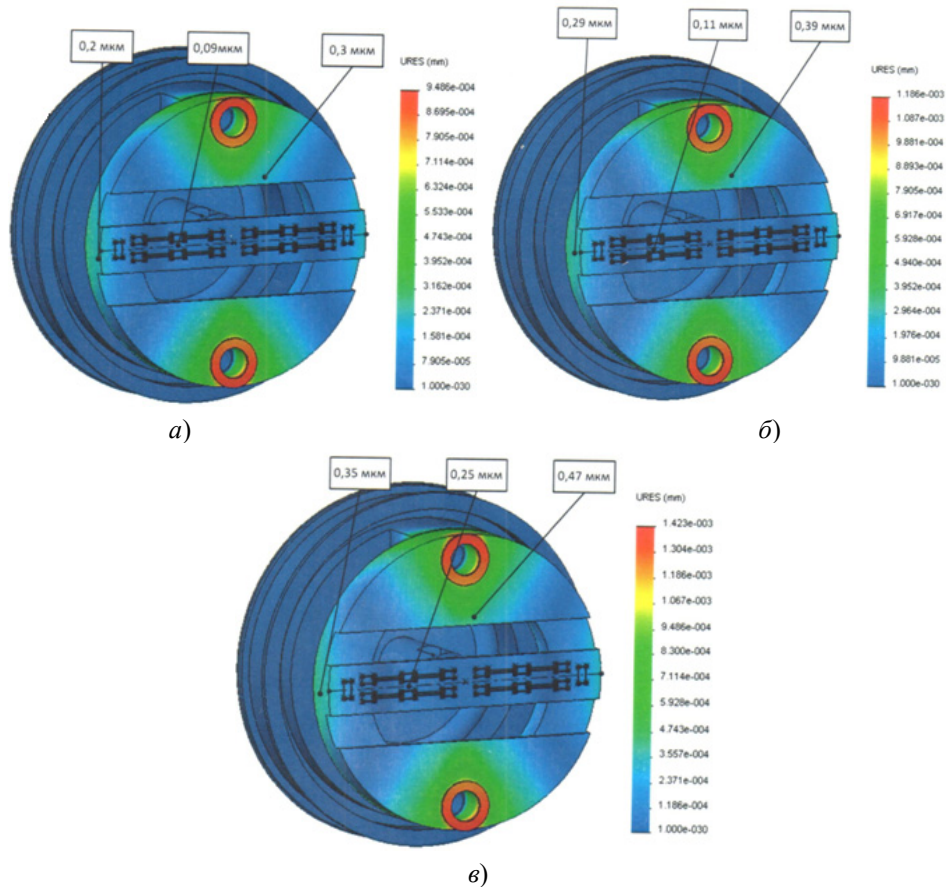 0,2 мкм
0,09мкм
0,3 мкм
URES (mm)
9.486e-004
8.695e-004
7.905e-004
7.114e-004
6.324e-004
5.533e-004
4.743e-004
3.952e-004
3.162e-004
2.371e-004
1.581e-004
7.905e-005
1.000e-030
а)
0,29 мкм
0,11 мкм
0,39 мкм
URES (mm)
1.186e-003
1.087e-003
9.881e-004
8.893e-004
7.905e-004
6.917e-004
5.928e-004
4.940e-004
3.952e-004
2.964e-004
1.976e-004
9.881e-005
1.000e-030
б)
0,35 мкм
0,25 мкм
0,47 мкм
URES (mm)
1.423e-003
1.304e-003
1.186e-003
1.067e-003
9.486e-004
8.300e-004
7.114e-004
5.928e-004
4.743e-004
3.557e-004
2.371e-004
1.186e-004
1.000e-030
в)